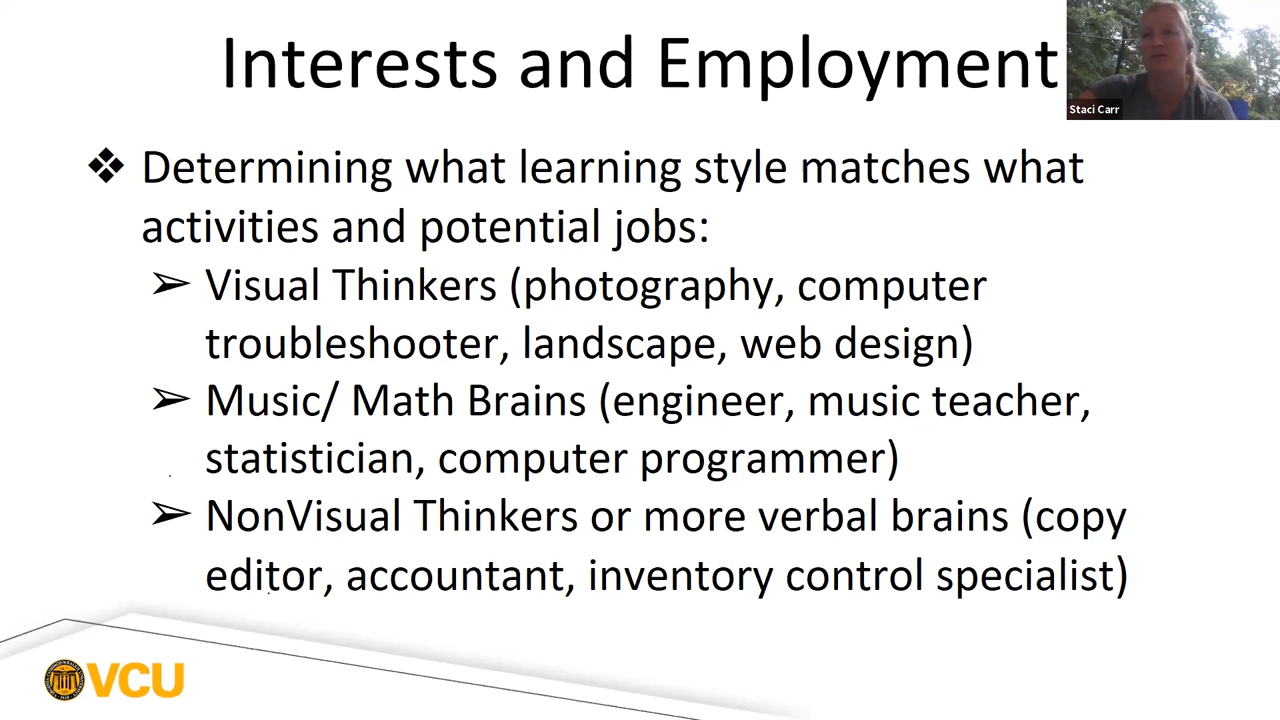 Interests and Employment
Staci Carr
❖ Determining what learning style matches what
activities and potential jobs:
➢ Visual Thinkers (photography, computer
troubleshooter, landscape, web design)
➢ Music/ Math Brains (engineer, music teacher,
statistician, computer programmer)
➢ NonVisual Thinkers or more verbal brains (copy
editor, accountant, inventory control specialist)
VCU